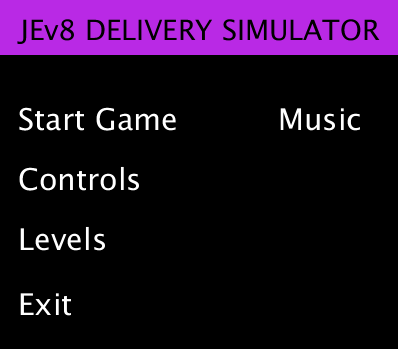 JEv8 DELIVERY SIMULATOR
Start Game Music
Controls
Levels
Exit